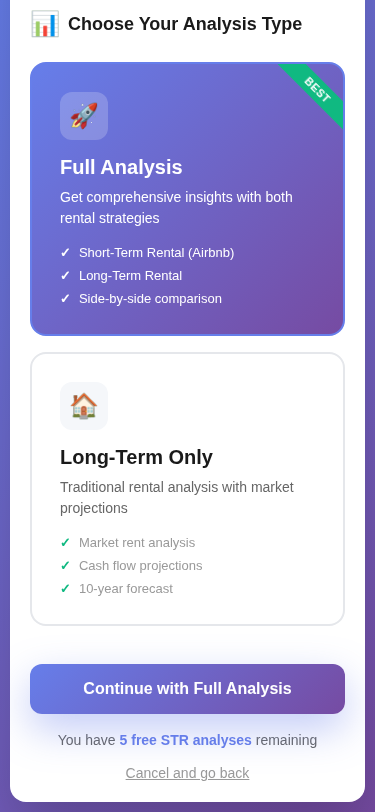 Choose Your Analysis Type
BEST
Full Analysis
Get comprehensive insights with both
rental strategies
✓ Short-Term Rental (Airbnb)
✓ Long-Term Rental
✓ Side-by-side comparison
Long-Term Only
Traditional rental analysis with market
projections
✓ Market rent analysis
✓ Cash flow projections
✓ 10-year forecast
Continue with Full Analysis
You have 5 free STR analyses remaining
Cancel and go back